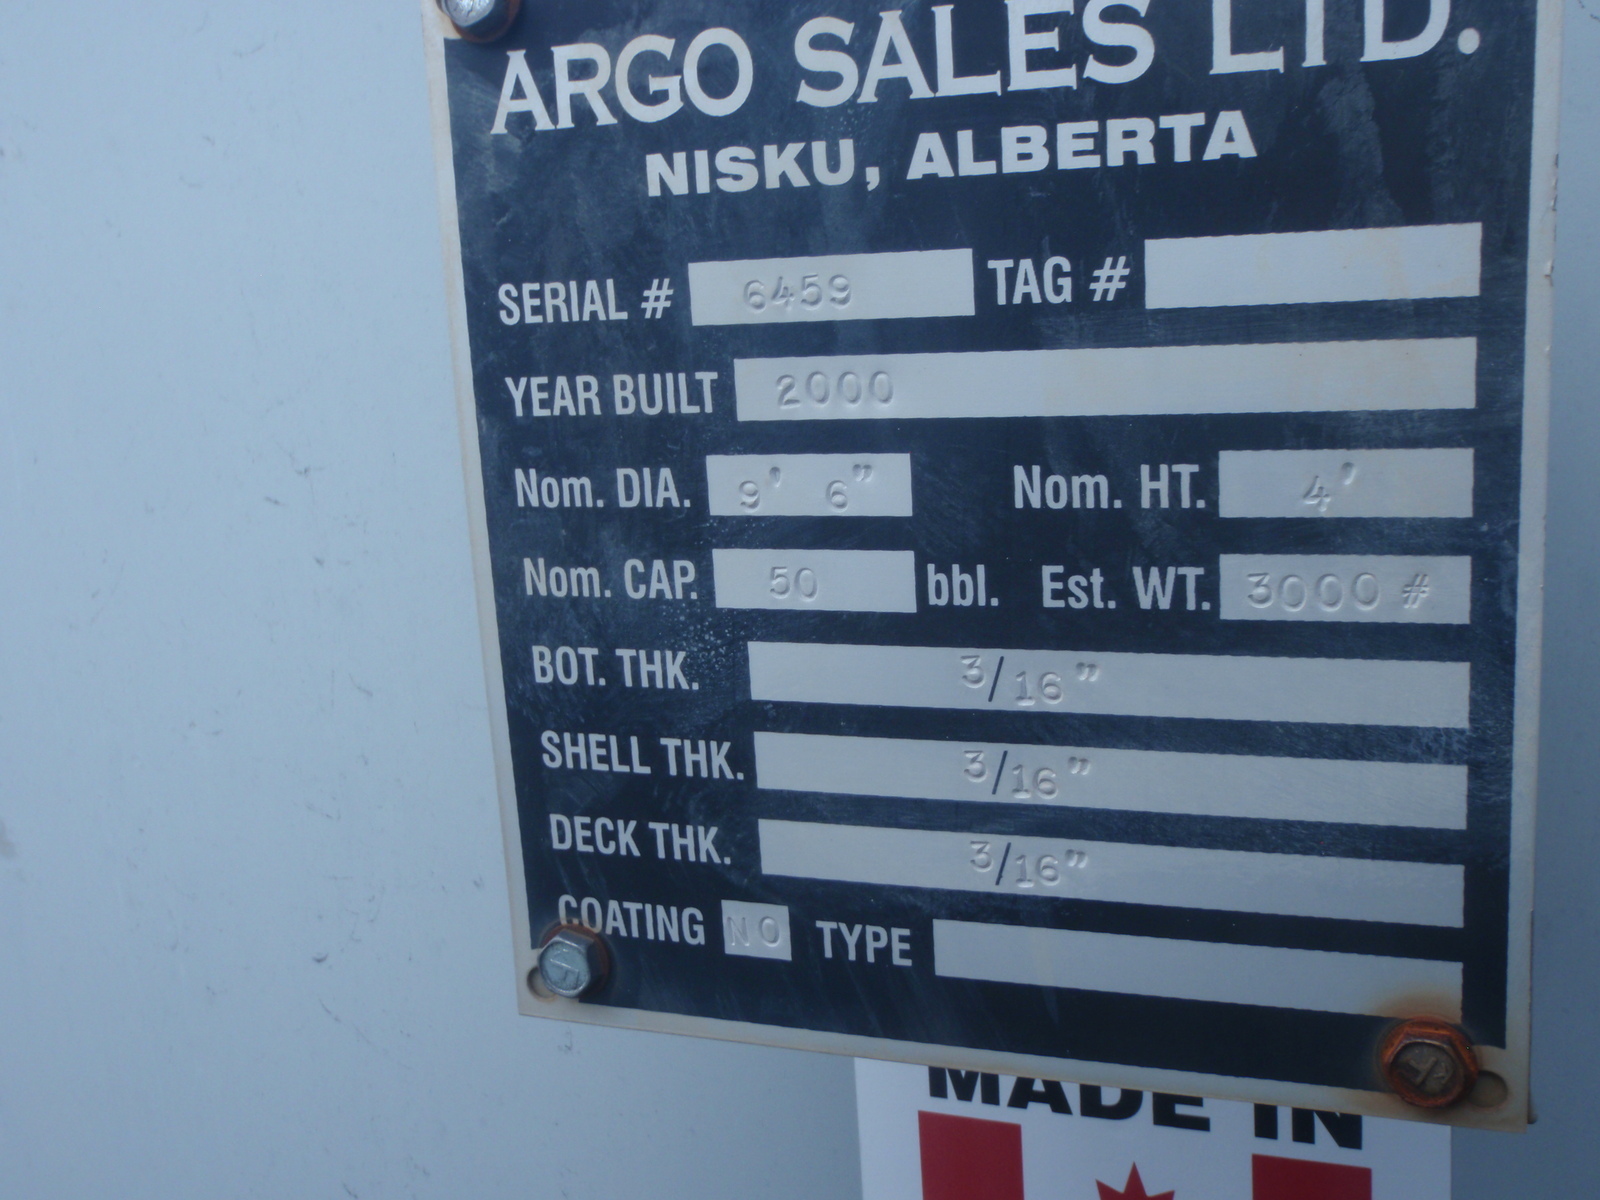 ARGO SALES LTD.
NISKU, ALBERTA
SERIAL # 6459 TAG #
YEAR BUILT 2000
Nom. DIA. 9' 6" Nom. HT. 4'
Nom. CAP. 50 bbl. Est. WT. 3000 #
BOT. THK. 3/16"
SHELL THK. 3/16"
DECK THK. 3/16"
COATING NO TYPE
MADE IN